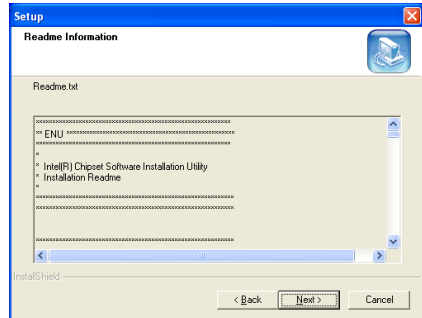 Setup
Readme Information
Readme.txt
************************************************************
** ENU *****************************************************
************************************************************
*
* Intel(R) Chipset Software Installation Utility
* Installation Readme
*
*************************************************************
*************************************************************
*************************************************************
InstallShield
< Back
Next >
Cancel